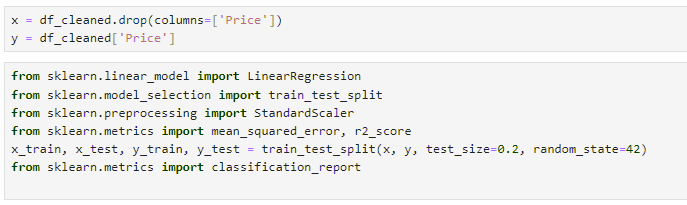 x = df_cleaned.drop(columns=['Price'])
y = df_cleaned['Price']
from sklearn.linear_model import LinearRegression
from sklearn.model_selection import train_test_split
from sklearn.preprocessing import StandardScaler
from sklearn.metrics import mean_squared_error, r2_score
x_train, x_test, y_train, y_test = train_test_split(x, y, test_size=0.2, random_state=42)
from sklearn.metrics import classification_report